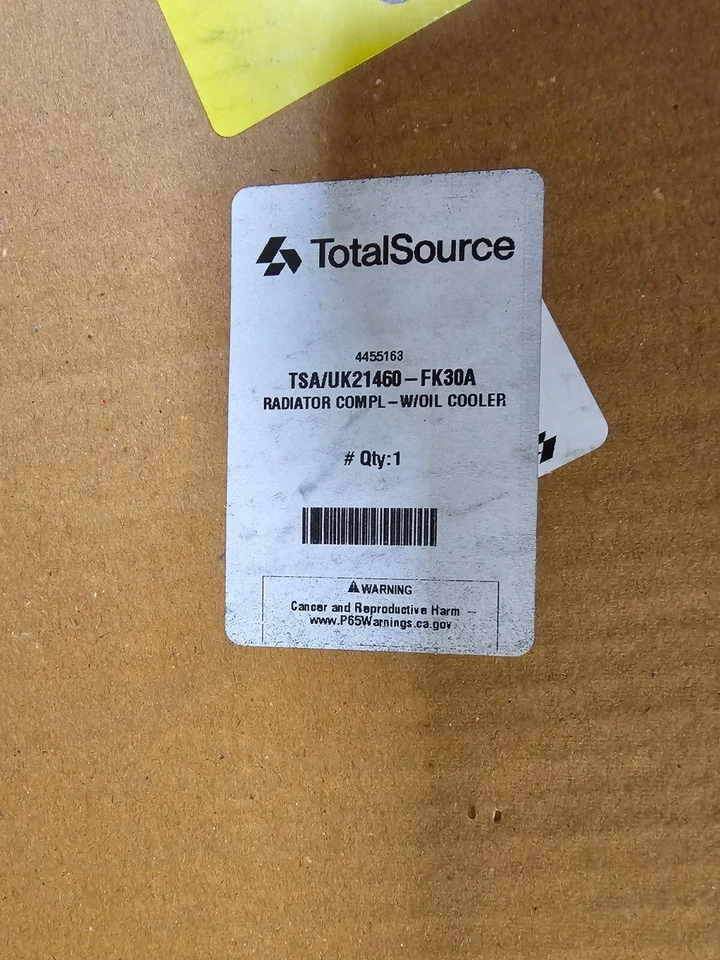 TotalSource
4455163
TSA/UK21460-FK30A
RADIATOR COMPL-W/OIL COOLER
# Qty:1
WARNING
Cancer and Reproductive Harm —
www.P65Warnings.ca.gov